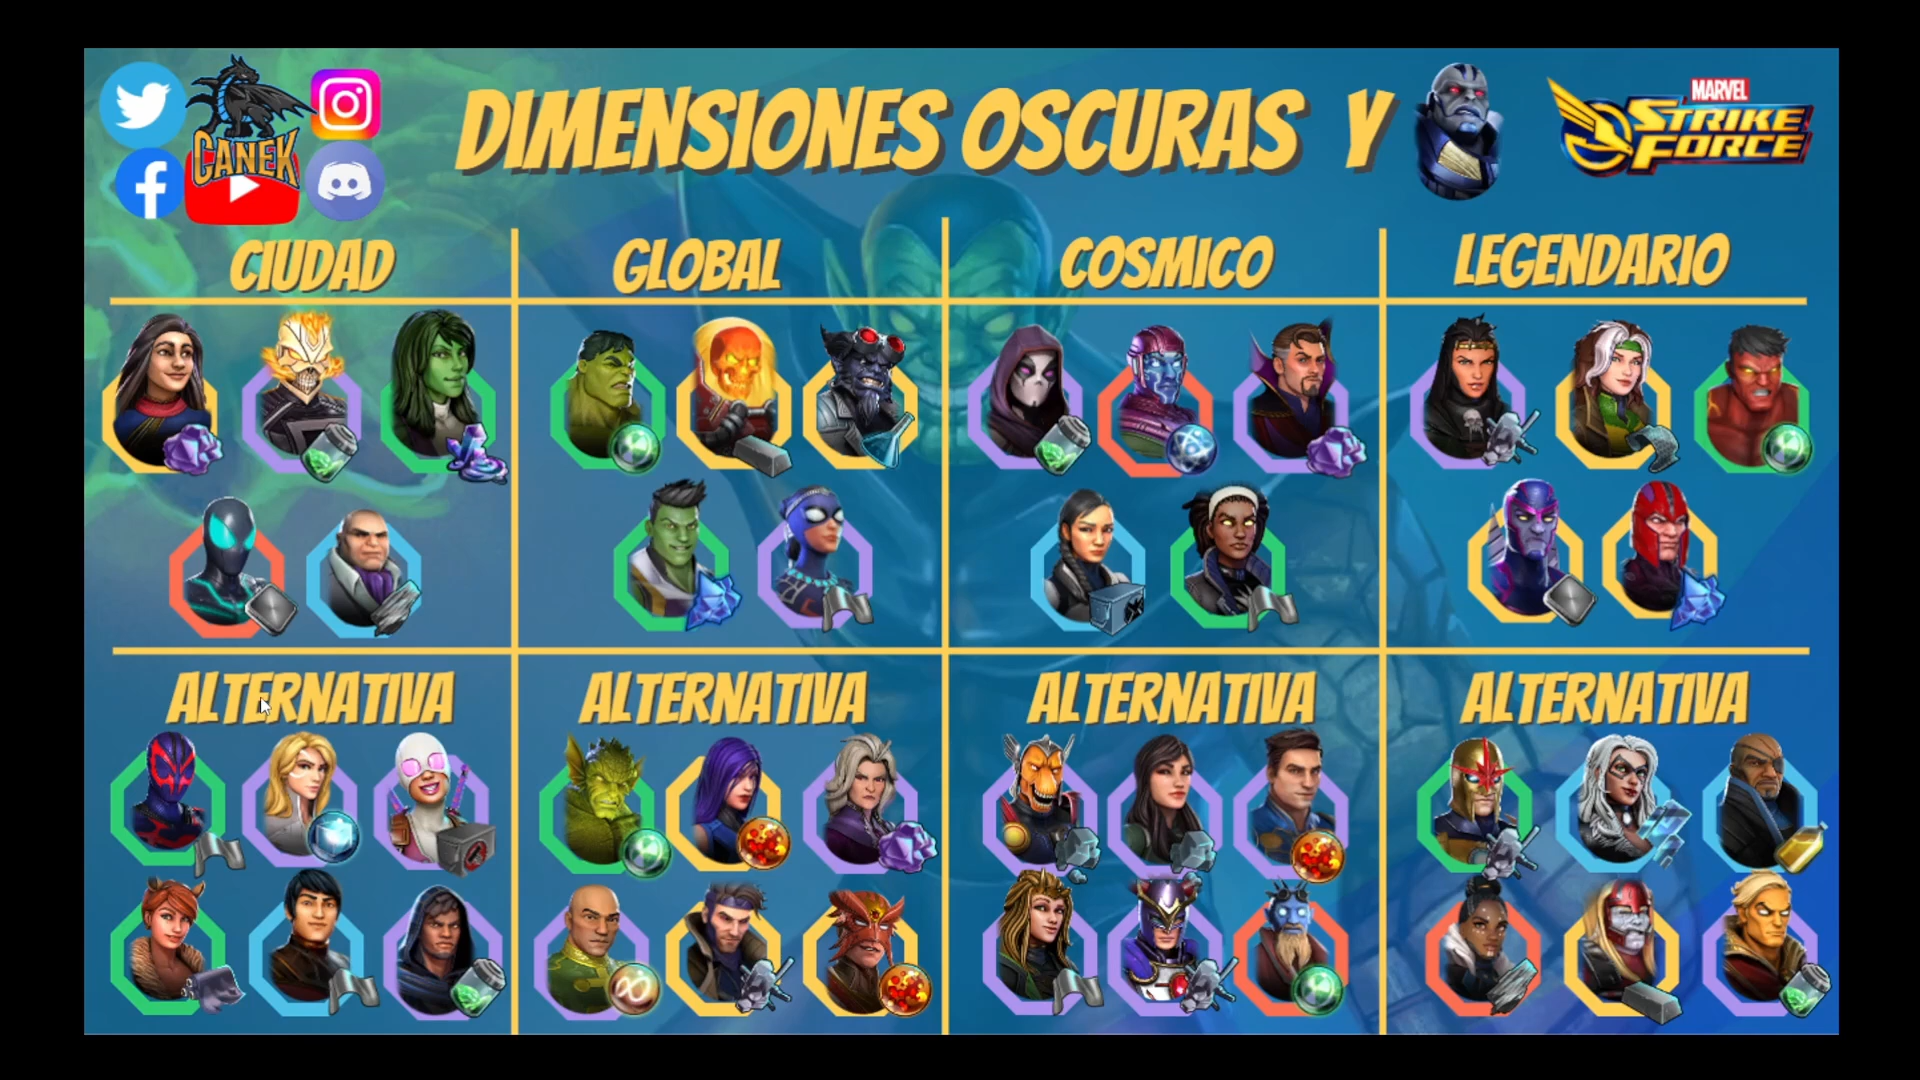 CANEK
DIMENSIONES OSCURAS Y
MARVEL
STRIKE
FORCE
CIUDAD
GLOBAL
COSMICO
LEGENDARIO
ALTERNATIVA
ALTERNATIVA
ALTERNATIVA
ALTERNATIVA